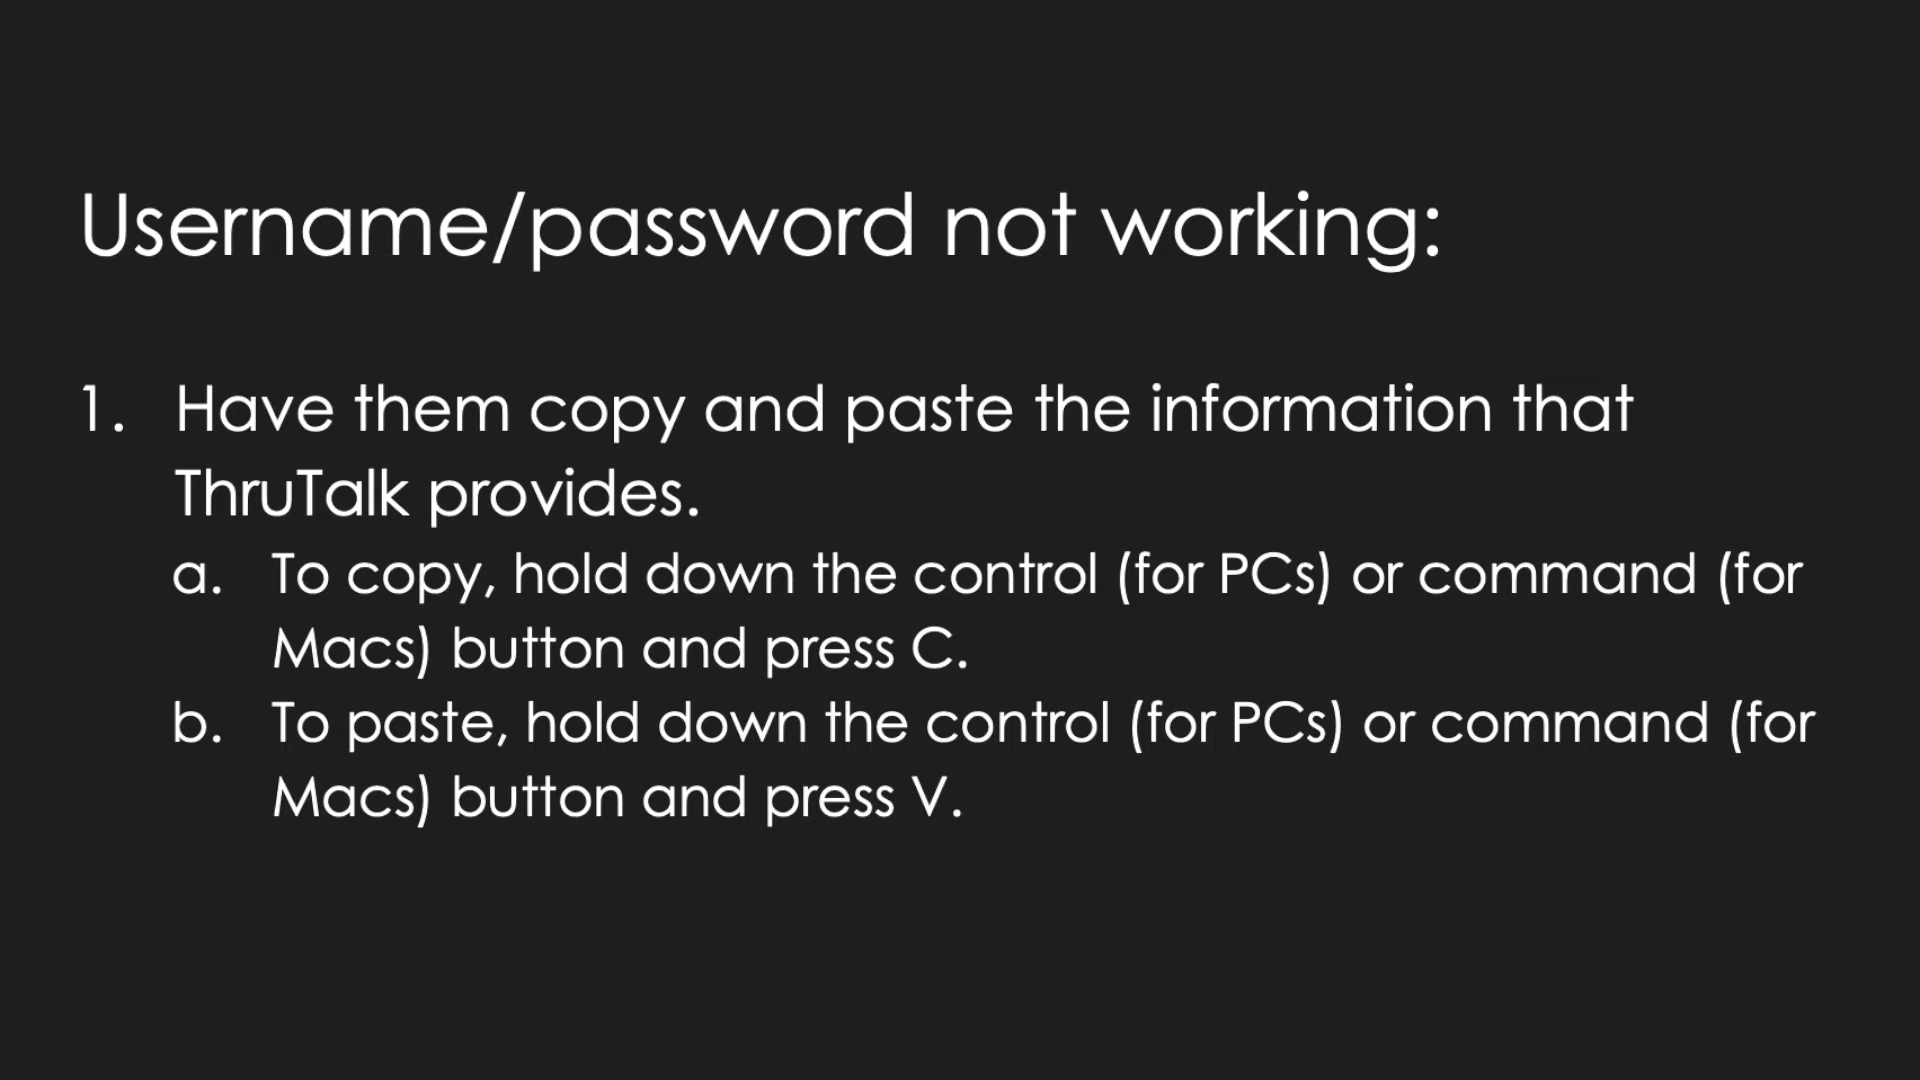 Username/password not working:
1. Have them copy and paste the information that
ThruTalk provides.
a. To copy, hold down the control (for PCs) or command (for
Macs) button and press C.
b. To paste, hold down the control (for PCs) or command (for
Macs) button and press V.